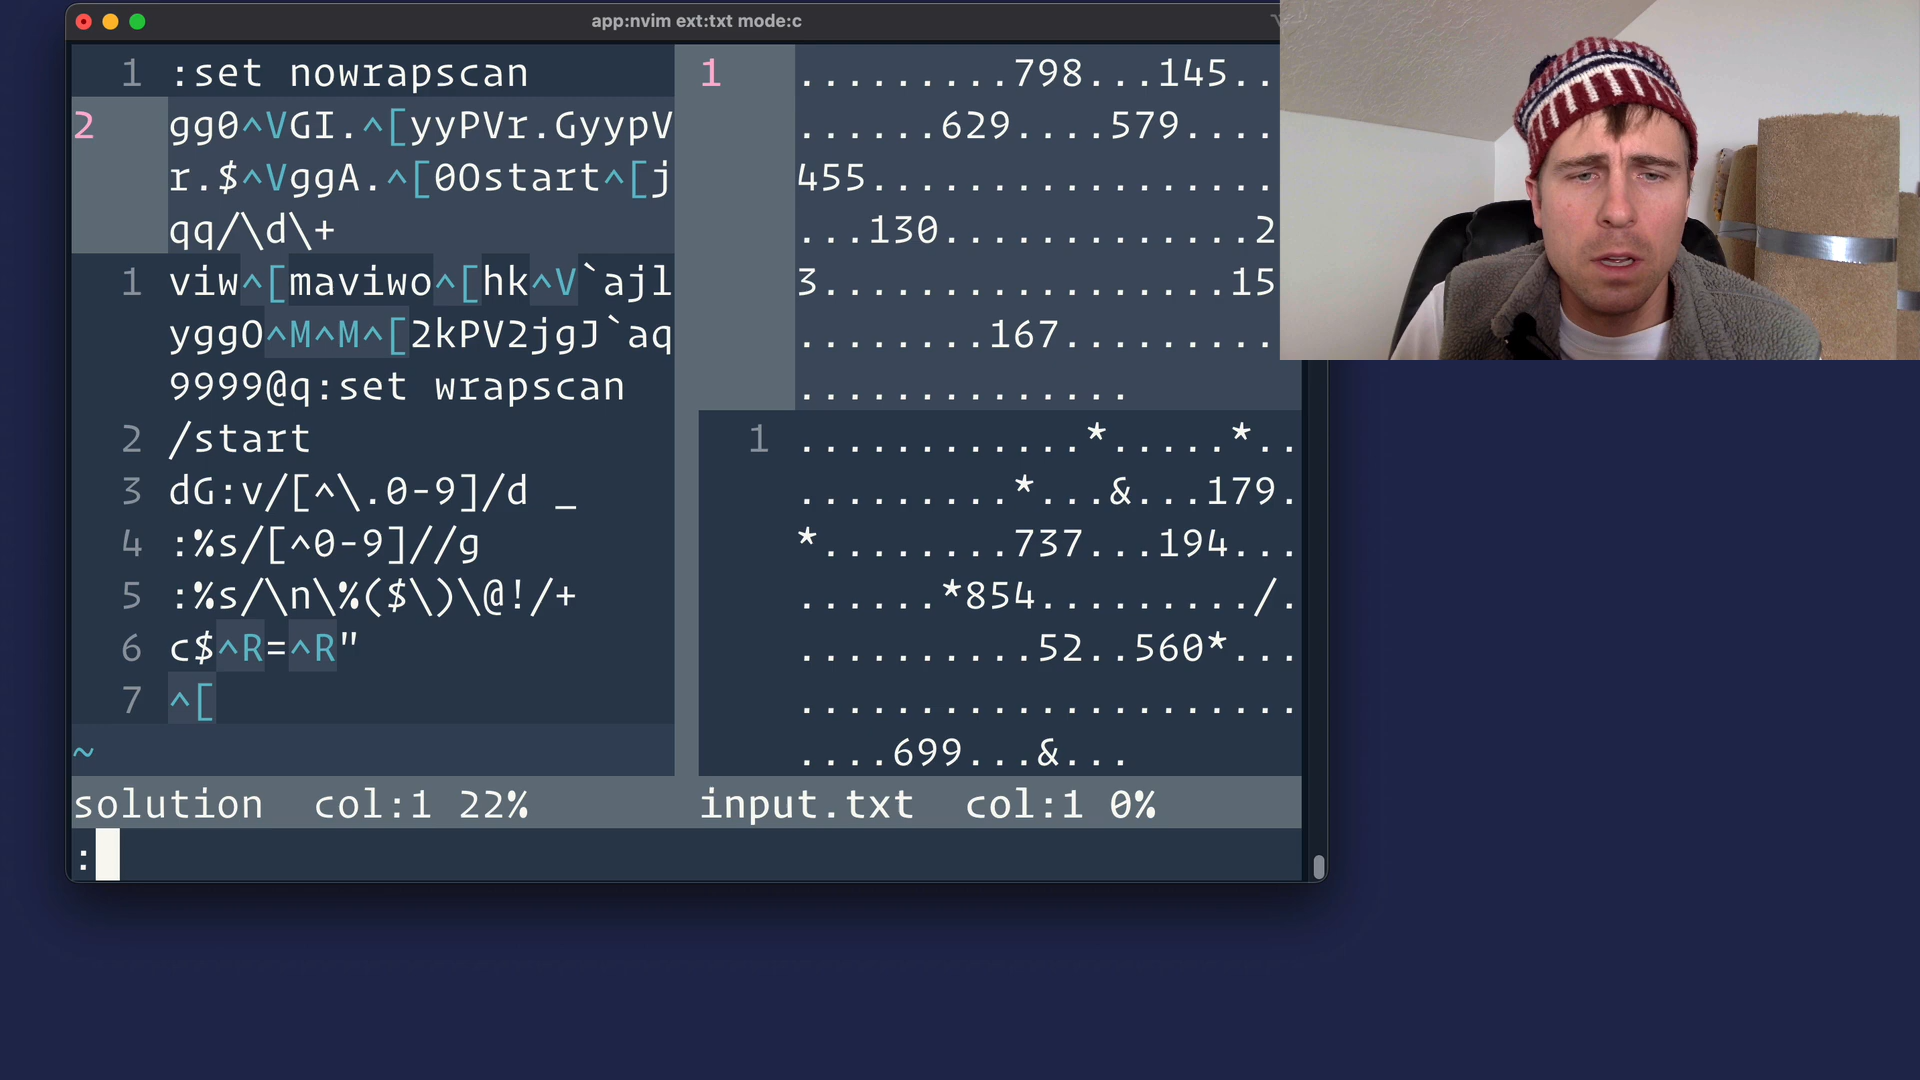 app:nvim ext:txt mode:c
1 :set nowrapscan
2 gg0^VGI.^[yyPVr.GyypV
r.$^VggA.^[0Ostart^[j
qq/\d\+
1 viw^[maviwo^[hk^V`ajl
yggO^M^M^[2kPV2jgJ`aq
9999@q:set wrapscan
2 /start
3 dG:v/[^\.0-9]/d _
4 :%s/[^0-9]//g
5 :%s/\n\%($\)\@!/+
6 c$^R=^R"
7 ^[
~
solution col:1 22%
:
1 .........798...145..
......629....579....
455.................
...130.............2
3.................15
........167.........
..............
1 ............*.....*..
.........*...&...179.
*........737...194...
......*854........./.
..........52..560*...
.....................
....699...&...
input.txt col:1 0%